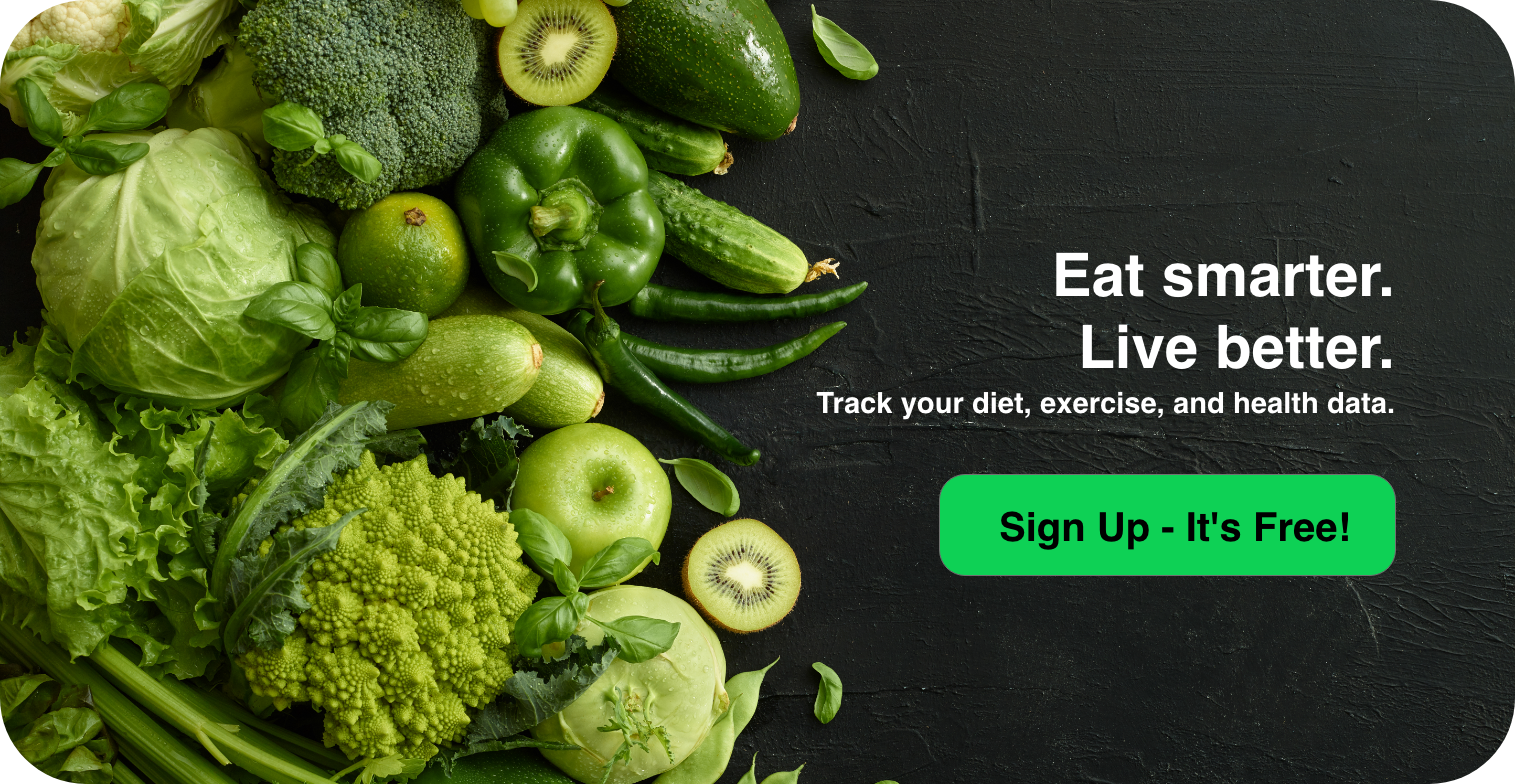 Eat smarter.
Live better.
Track your diet, exercise, and health data.
Sign Up - It's Free!